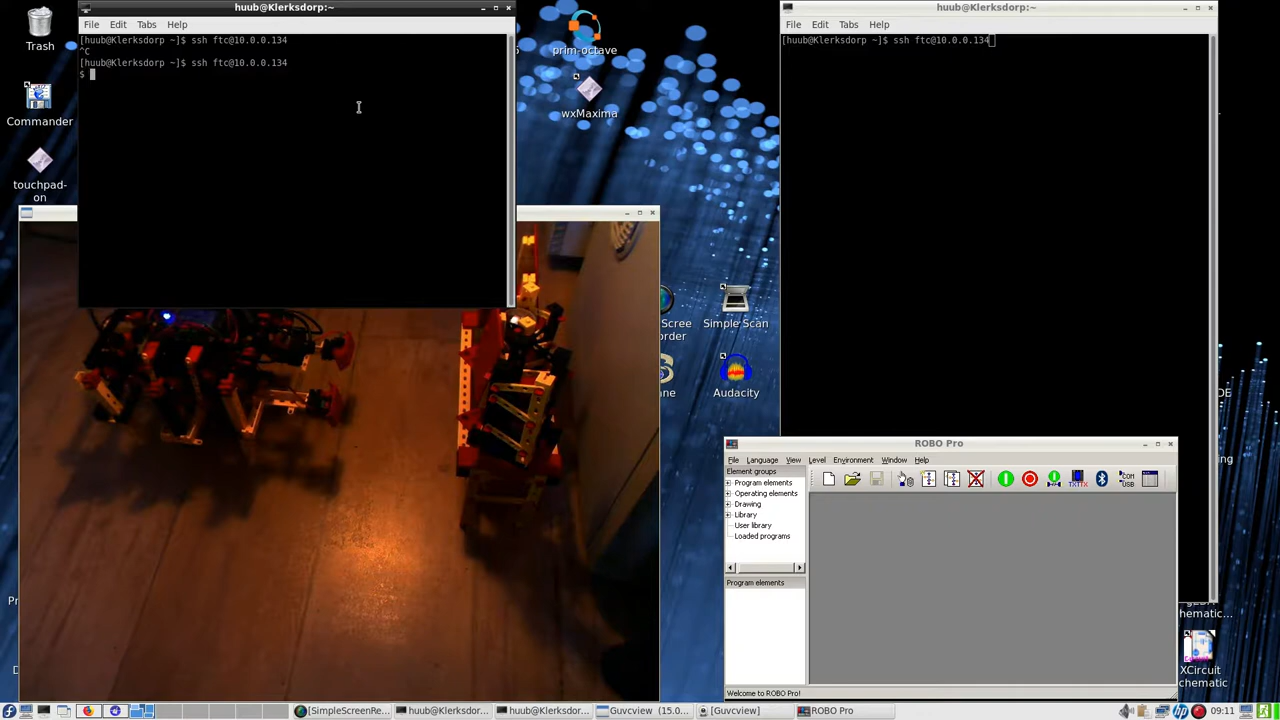 huub@Klerksdorp:~
File Edit Tabs Help
[huub@Klerksdorp ~]$ ssh ftc@10.0.0.134
^C
[huub@Klerksdorp ~]$ ssh ftc@10.0.0.134
$
huub@Klerksdorp:~
File Edit Tabs Help
[huub@Klerksdorp ~]$ ssh ftc@10.0.0.134
Trash
Commander
touchpad-
on
prim-octave
wxMaxima
Simple Scan
Audacity
ROBO Pro
File Language View Level Environment Window Help
Element groups
Program elements
Operating elements
Drawing
Library
User library
Loaded programs
Program elements
COM
USB
Welcome to ROBO Pro!
XCircuit
chematic
[SimpleScreenRe...
huub@Klerksdorp:...
huub@Klerksdorp:...
Guvcview (15.0...
[Guvcview]
ROBO Pro
09:11